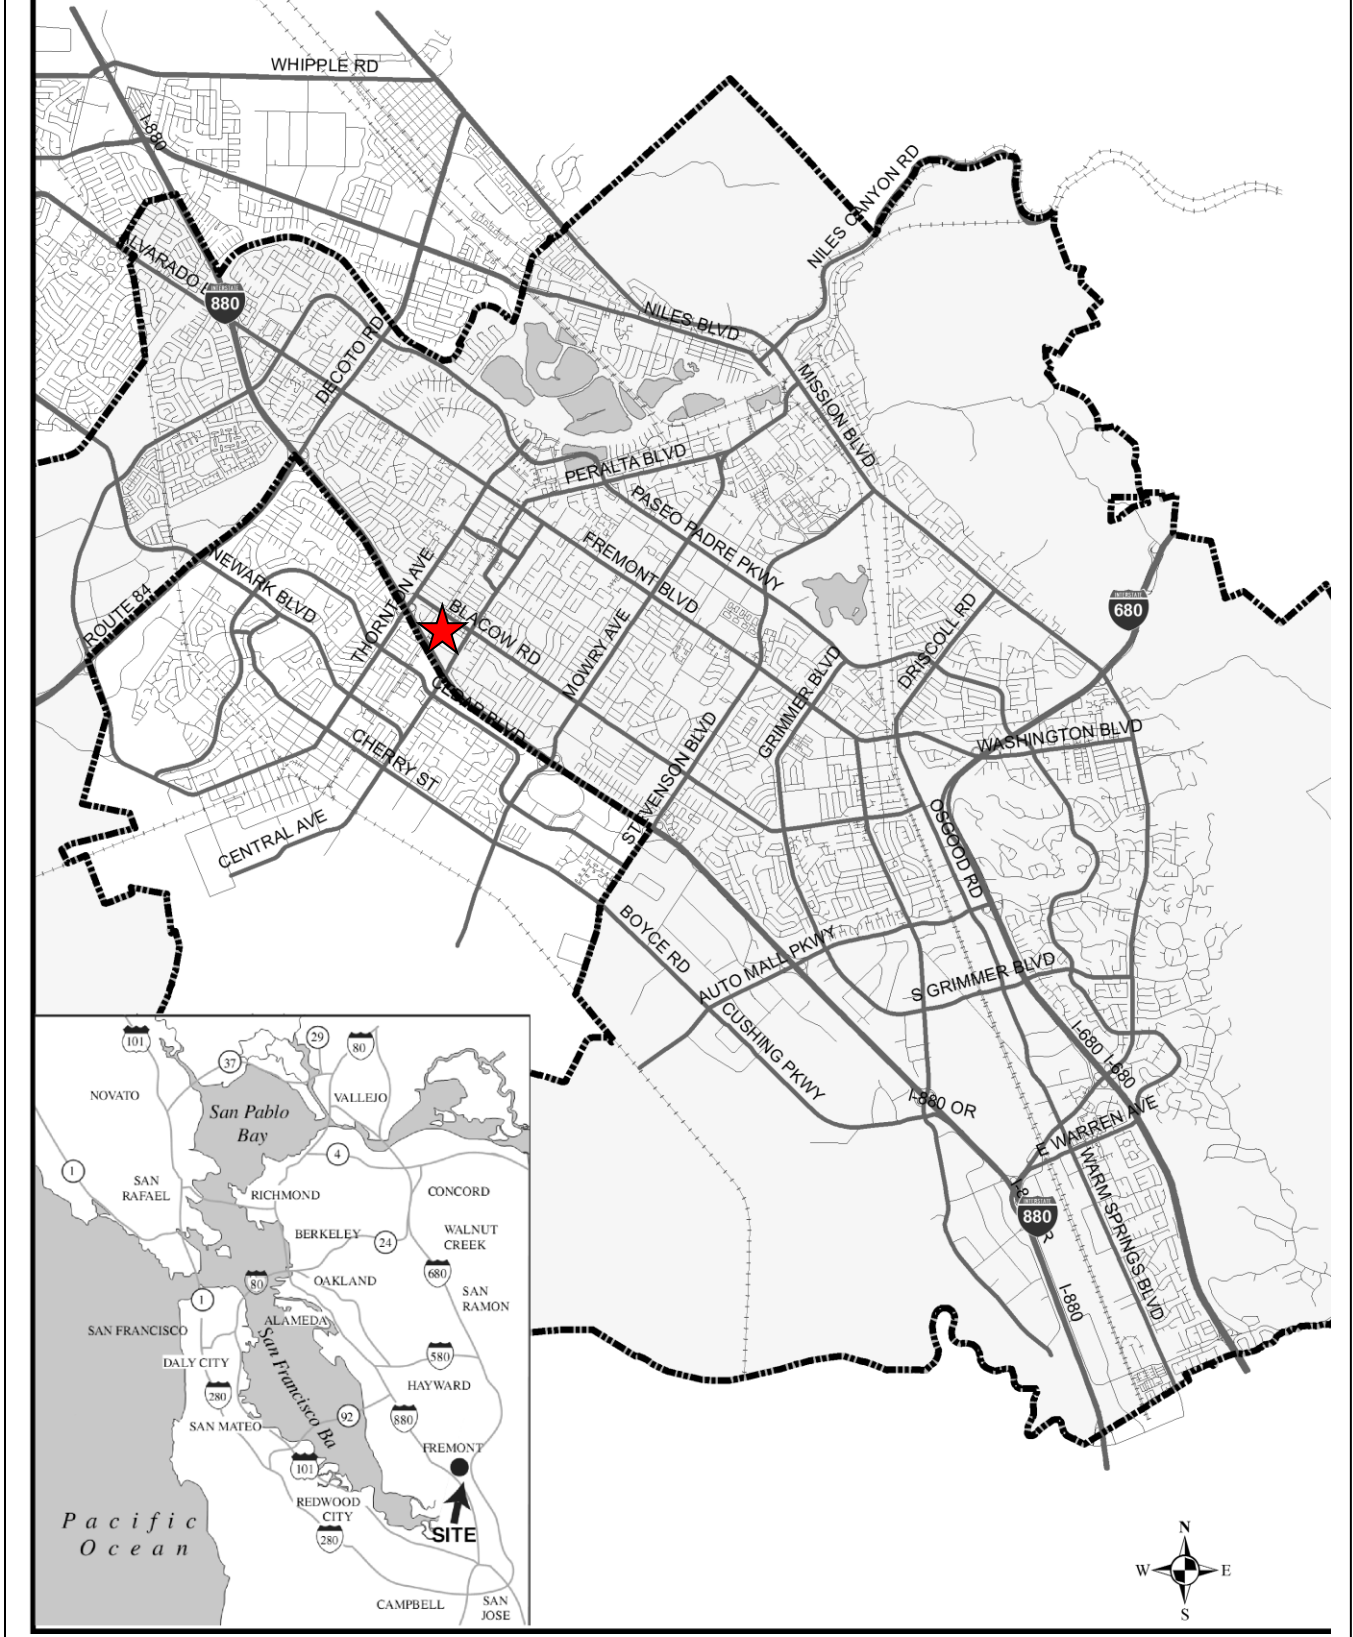 WHIPPLE RD
I-880
NILES CANYON RD
ALVARADO
INTERSTATE
880
DECOTO RD
NILES BLVD
MISSION BLVD
PERALTA BLVD
PASEO PADRE PKWY
FREMONT BLVD
NEWARK BLVD
THORNTON AVE
ROUTE 84
BLACOW RD
MOWRY AVE
INTERSTATE
680
DRISCOLL RD
GRIMMER BLVD
CEDAR BLVD
STEVENSON BLVD
WASHINGTON BLVD
CHERRY ST
CENTRAL AVE
OSGOOD RD
BOYCE RD
AUTO MALL PKWY
S GRIMMER BLVD
CUSHING PKWY
I-680
I-680
I-880 OR
E WARREN AVE
WARM SPRINGS BLVD
INTERSTATE
880
I-880
101
29
80
37
NOVATO
San Pablo
Bay
VALLEJO
1
4
SAN
RAFAEL
RICHMOND
CONCORD
BERKELEY
24
WALNUT
CREEK
80
OAKLAND
680
SAN
RAMON
1
ALAMEDA
SAN FRANCISCO
San Francisco Ba
DALY CITY
580
280
HAYWARD
SAN MATEO
92
880
FREMONT
101
REDWOOD
CITY
SITE
280
Pacific
Ocean
CAMPBELL
SAN
JOSE
N
W
E
S